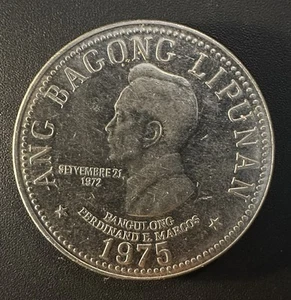 ANG BAGONG LIPUNAN
SETYEMBRE 21,
1972
PANGULONG
FERDINAND E. MARCOS
1975